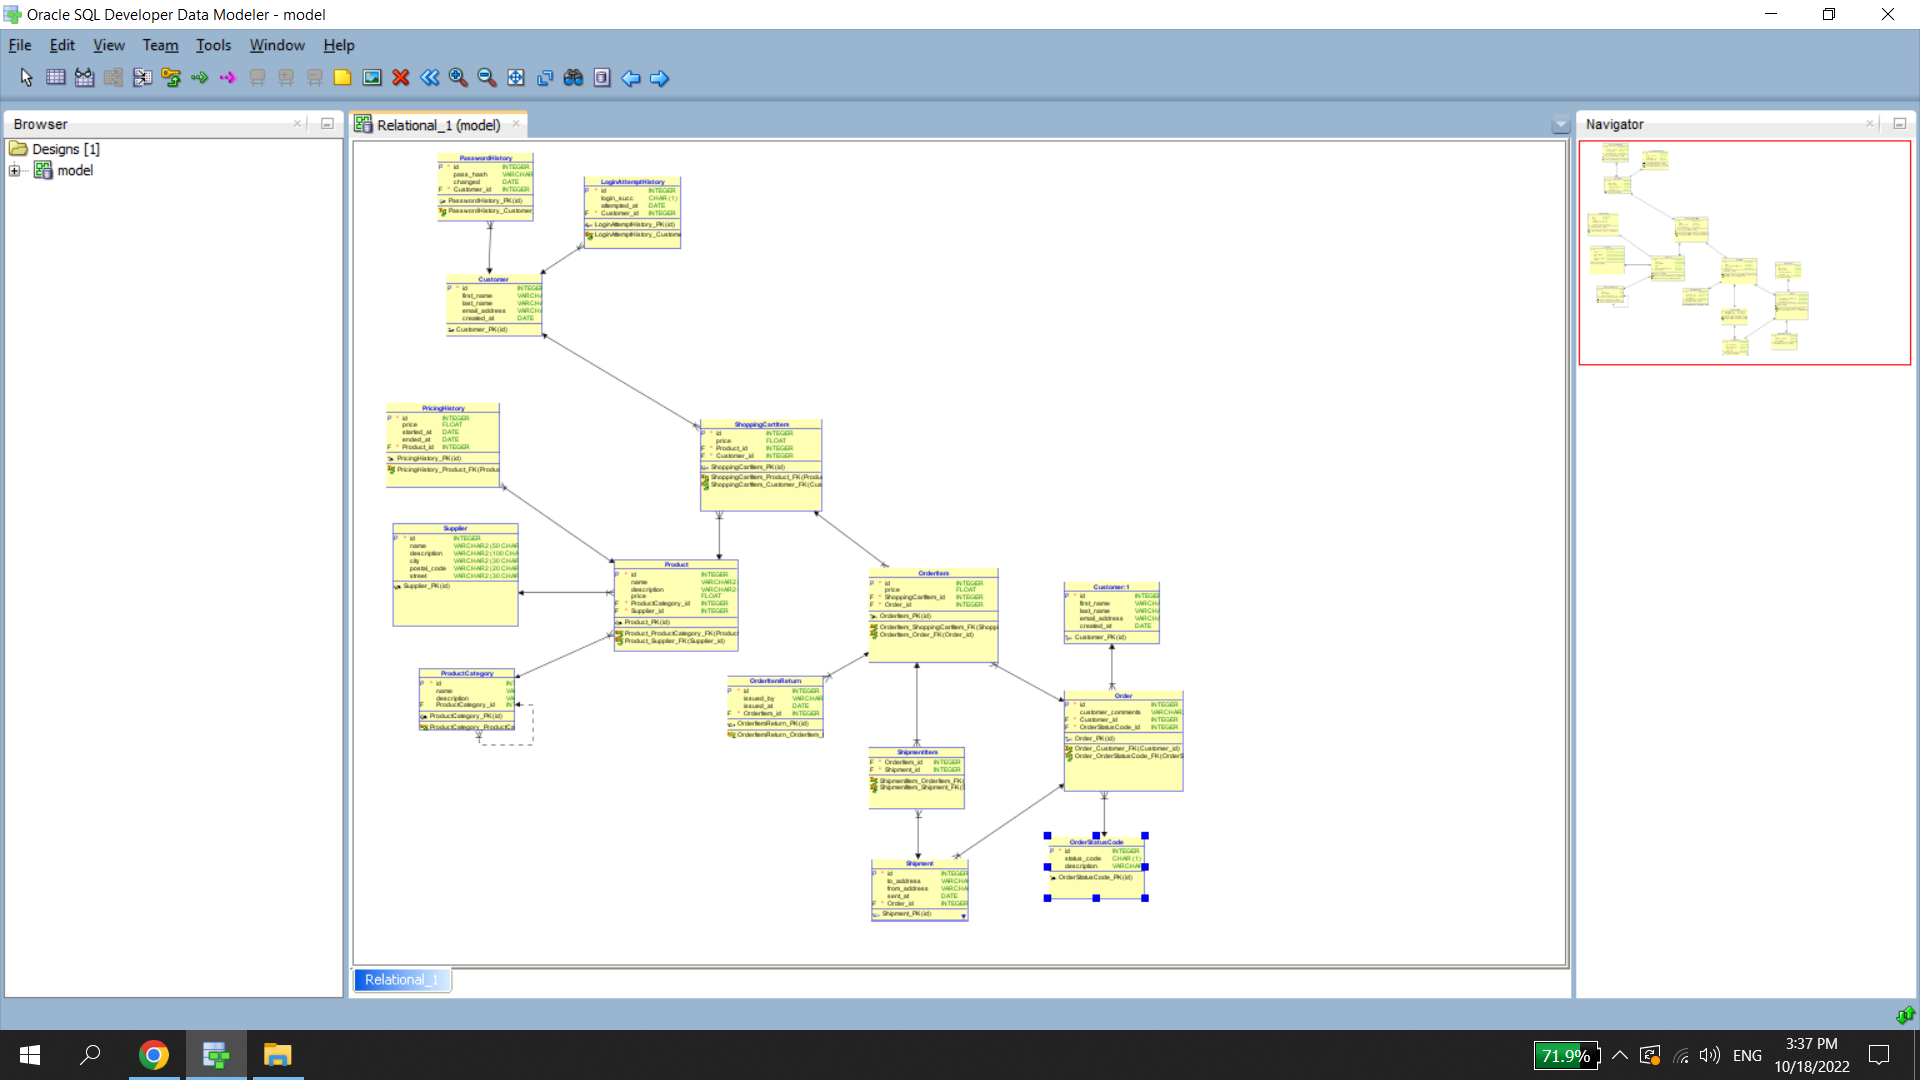 Oracle SQL Developer Data Modeler - model
File Edit View Team Tools Window Help
Browser
Designs [1]
model
Relational_1 (model)
Navigator
PasswordHistory
P * id INTEGER
pass_hash VARCHAR
changed DATE
F * Customer_id INTEGER
PasswordHistory_PK(id)
PasswordHistory_Customer
LoginAttemptHistory
P * id INTEGER
login_succ CHAR (1)
attempted_at DATE
F * Customer_id INTEGER
LoginAttemptHistory_PK(id)
LoginAttemptHistory_Custome
Customer
P * id INTEGE
first_name VARCHA
last_name VARCHA
email_address VARCHA
created_at DATE
Customer_PK(id)
PricingHistory
P * id INTEGER
price FLOAT
started_at DATE
ended_at DATE
F * Product_id INTEGER
PricingHistory_PK(id)
PricingHistory_Product_FK(Produc
ShoppingCartItem
P * id INTEGER
price FLOAT
F * Product_id INTEGER
F * Customer_id INTEGER
ShoppingCartItem_PK(id)
ShoppingCartItem_Product_FK(Produ
ShoppingCartItem_Customer_FK(Cus
Supplier
P * id INTEGER
name VARCHAR2 (50 CHAR
description VARCHAR2 (100 CHA
city VARCHAR2 (30 CHAR
postal_code VARCHAR2 (20 CHAR
street VARCHAR2 (30 CHAR
Supplier_PK(id)
Product
P * id INTEGER
name VARCHAR2
description VARCHAR2
price FLOAT
F * ProductCategory_id INTEGER
F * Supplier_id INTEGER
Product_PK(id)
Product_ProductCategory_FK(Product
Product_Supplier_FK(Supplier_id)
OrderItem
P * id INTEGER
price FLOAT
F * ShoppingCartItem_id INTEGER
F * Order_id INTEGER
OrderItem_PK(id)
OrderItem_ShoppingCartItem_FK(Shoppi
OrderItem_Order_FK(Order_id)
Customer:1
P * id INTEGE
first_name VARCHA
last_name VARCHA
email_address VARCHA
created_at DATE
Customer_PK(id)
ProductCategory
P * id INT
name VA
description VA
F ProductCategory_id INT
ProductCategory_PK(id)
ProductCategory_ProductCa
OrderItemReturn
P * id INTEGER
issued_by VARCHAR
issued_at DATE
F * OrderItem_id INTEGER
OrderItemReturn_PK(id)
OrderItemReturn_OrderItem_
Order
P * id INTEGER
customer_comments VARCHAR
F * Customer_id INTEGER
F * OrderStatusCode_id INTEGER
Order_PK(id)
Order_Customer_FK(Customer_id)
Order_OrderStatusCode_FK(OrderS
ShipmentItem
F * OrderItem_id INTEGER
F * Shipment_id INTEGER
ShipmentItem_OrderItem_FK(
ShipmentItem_Shipment_FK(
OrderStatusCode
P * id INTEGER
status_code CHAR (1)
description VARCHAR
OrderStatusCode_PK(id)
Shipment
P * id INTEGER
to_address VARCHA
from_address VARCHA
sent_at DATE
F * Order_id INTEGER
Shipment_PK(id)
Relational_1
71.9%
ENG
3:37 PM
10/18/2022